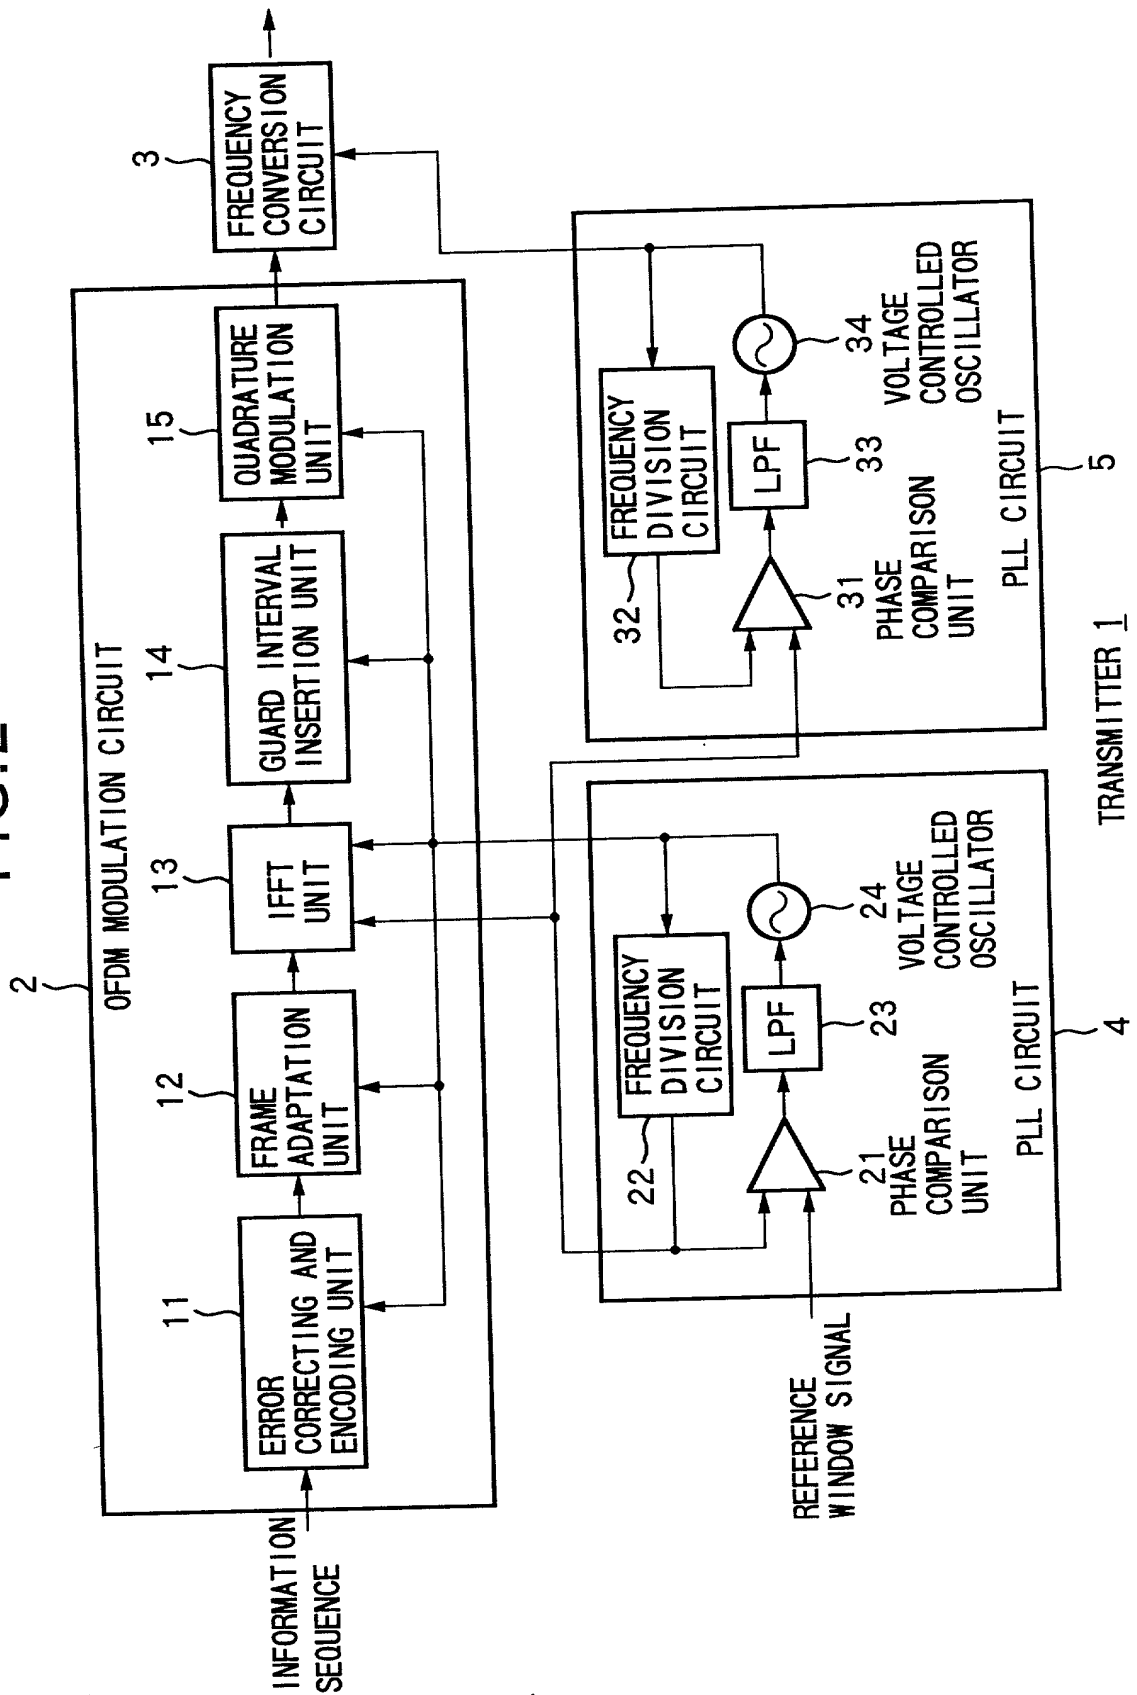 2
OFDM MODULATION CIRCUIT
11
12
13
14
15
3
INFORMATION
SEQUENCE
ERROR
CORRECTING AND
ENCODING UNIT
FRAME
ADAPTATION
UNIT
IFFT
UNIT
GUARD INTERVAL
INSERTION UNIT
QUADRATURE
MODULATION
UNIT
FREQUENCY
CONVERSION
CIRCUIT
22
FREQUENCY
DIVISION
CIRCUIT
LPF
21
23
24
PHASE
COMPARISON
UNIT
VOLTAGE
CONTROLLED
OSCILLATOR
PLL CIRCUIT
4
REFERENCE
WINDOW SIGNAL
32
FREQUENCY
DIVISION
CIRCUIT
LPF
31
33
34
PHASE
COMPARISON
UNIT
VOLTAGE
CONTROLLED
OSCILLATOR
PLL CIRCUIT
5
TRANSMITTER 1